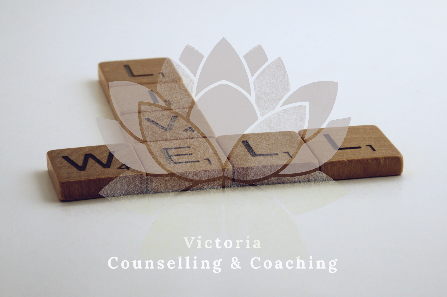 L
I
V
W E L L
Victoria
Counselling & Coaching